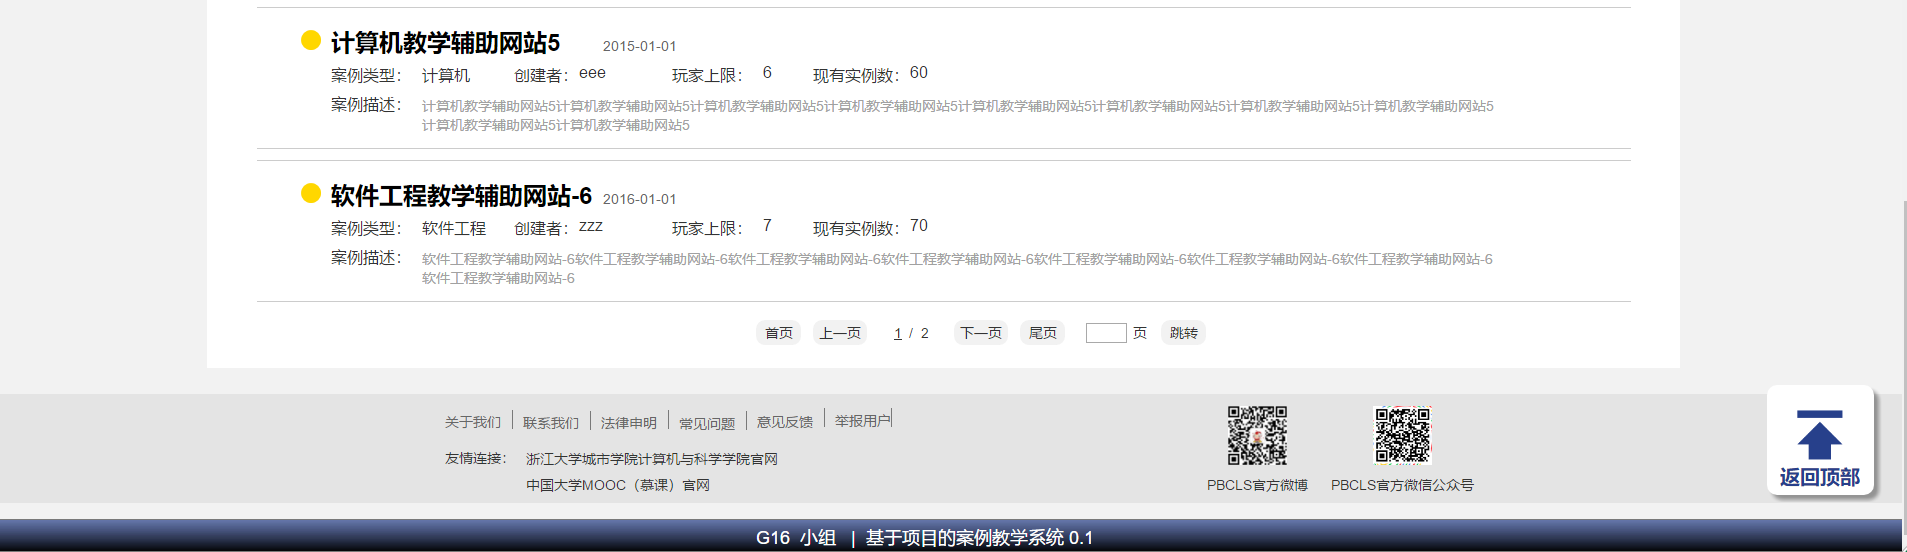 计算机教学辅助网站5 2015-01-01
案例类型： 计算机 创建者：eee 玩家上限： 6 现有实例数：60
案例描述： 计算机教学辅助网站5计算机教学辅助网站5计算机教学辅助网站5计算机教学辅助网站5计算机教学辅助网站5计算机教学辅助网站5计算机教学辅助网站5计算机教学辅助网站5
计算机教学辅助网站5计算机教学辅助网站5
软件工程教学辅助网站-6 2016-01-01
案例类型： 软件工程 创建者：zzz 玩家上限： 7 现有实例数：70
案例描述： 软件工程教学辅助网站-6软件工程教学辅助网站-6软件工程教学辅助网站-6软件工程教学辅助网站-6软件工程教学辅助网站-6软件工程教学辅助网站-6软件工程教学辅助网站-6
软件工程教学辅助网站-6
首页 上一页 1 / 2 下一页 尾页 页 跳转
关于我们 | 联系我们 | 法律申明 | 常见问题 | 意见反馈 | 举报用户|
友情连接： 浙江大学城市学院计算机与科学学院官网
中国大学MOOC（慕课）官网
PBCLS官方微博 PBCLS官方微信公众号
返回顶部
G16 小组 | 基于项目的案例教学系统 0.1